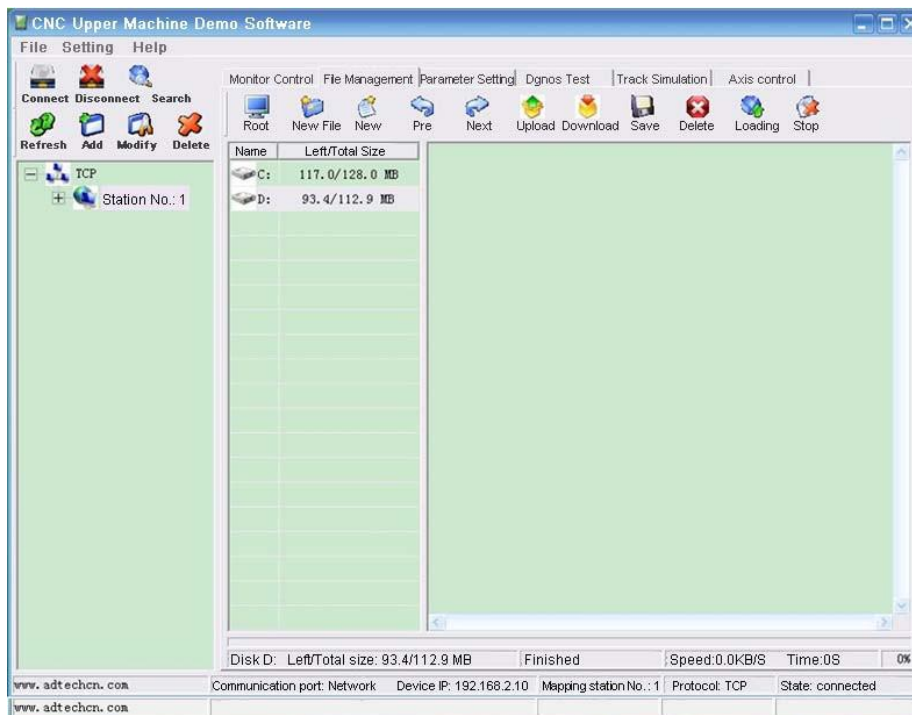 CNC Upper Machine Demo Software
File Setting Help
Connect Disconnect Search
Refresh Add Modify Delete
TCP
Station No.: 1
Monitor Control File Management Parameter Setting Dgnos Test Track Simulation Axis control
Root New File New Pre Next Upload Download Save Delete Loading Stop
Name Left/Total Size
C: 117.0/128.0 MB
D: 93.4/112.9 MB
Disk D: Left/Total size: 93.4/112.9 MB Finished Speed:0.0KB/S Time:0S 0%
www.adtechcn.com Communication port: Network Device IP: 192.168.2.10 Mapping station No.: 1 Protocol: TCP State: connected
www.adtechcn.com